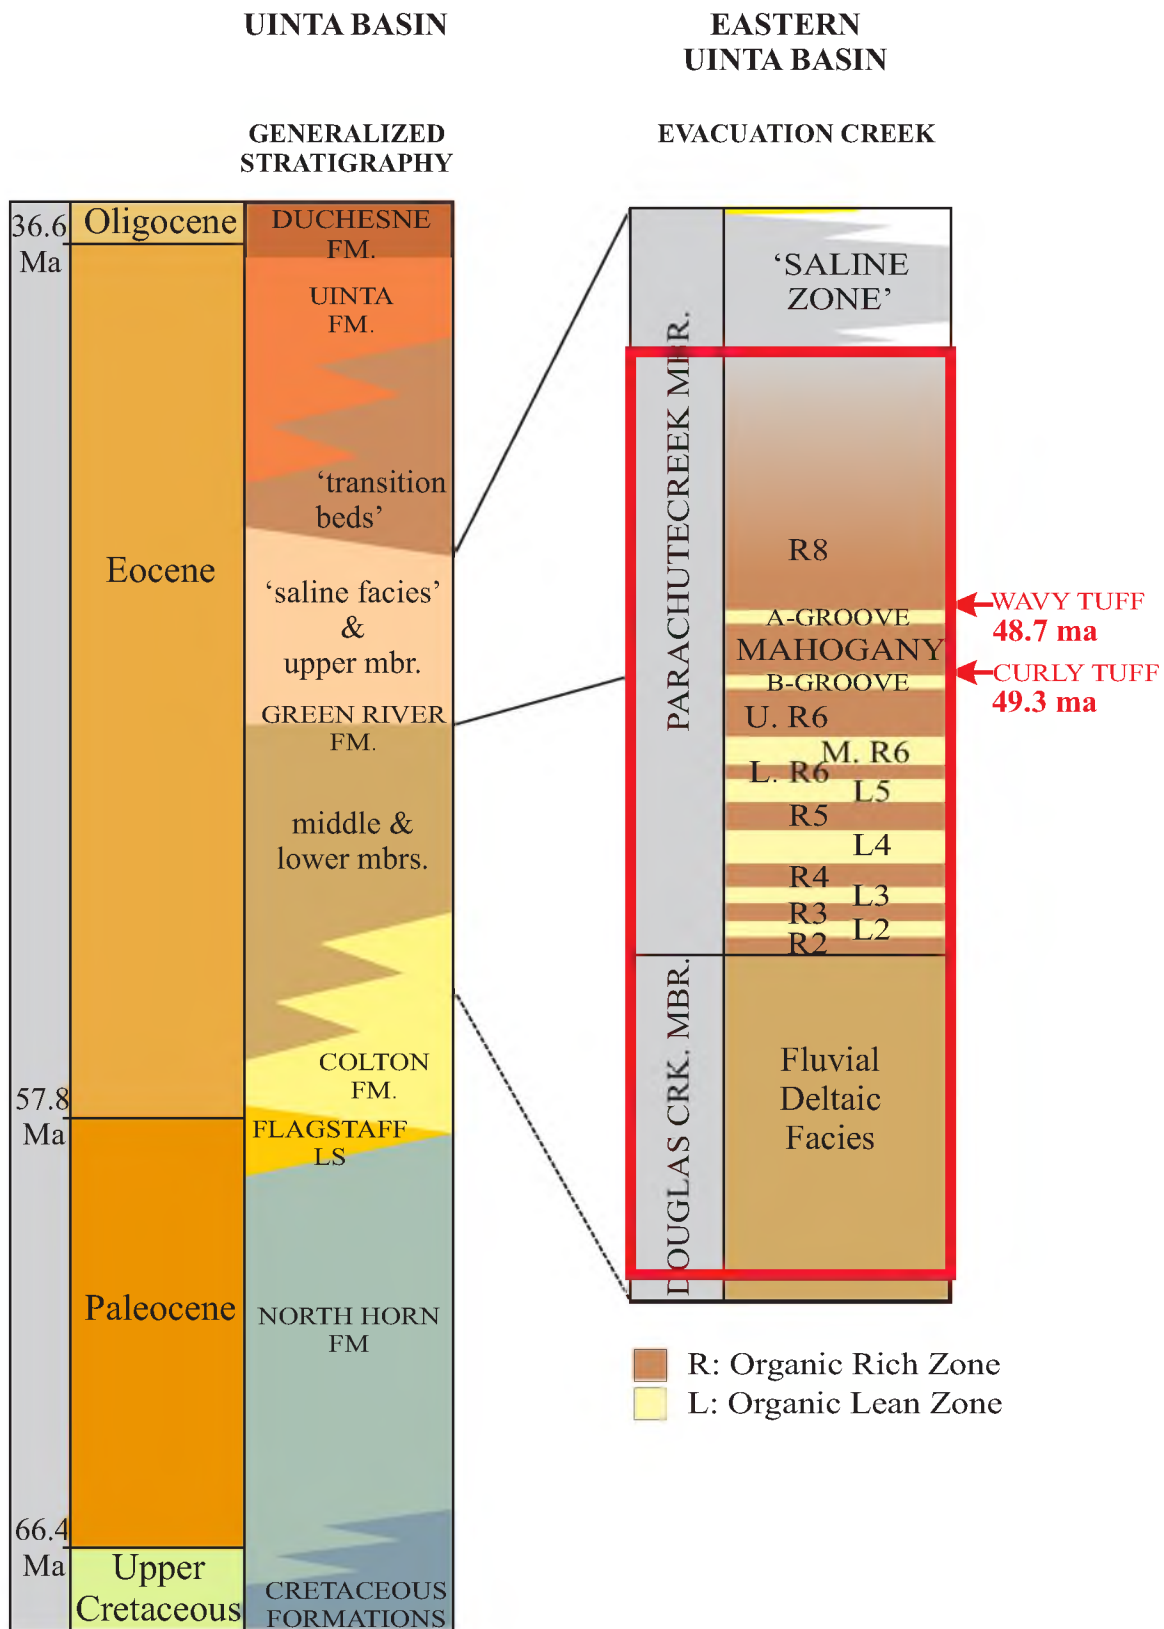 UINTA BASIN
GENERALIZED
STRATIGRAPHY
36.6
Ma
57.8
Ma
66.4
Ma
Oligocene
Eocene
Paleocene
Upper
Cretaceous
DUCHESNE
FM.
UINTA
FM.
‘transition
beds’
‘saline facies’
&
upper mbr.
GREEN RIVER
FM.
middle &
lower mbrs.
COLTON
FM.
FLAGSTAFF
LS
NORTH HORN
FM
CRETACEOUS
FORMATIONS
EASTERN
UINTA BASIN
EVACUATION CREEK
PARACHUTECREEK MBR.
DOUGLAS CRK. MBR.
‘SALINE
ZONE’
R8
A-GROOVE
MAHOGANY
B-GROOVE
U. R6
M. R6
L. R6
L5
R5
L4
R4
L3
R3
L2
R2
Fluvial
Deltaic
Facies
WAVY TUFF
48.7 ma
CURLY TUFF
49.3 ma
R: Organic Rich Zone
L: Organic Lean Zone